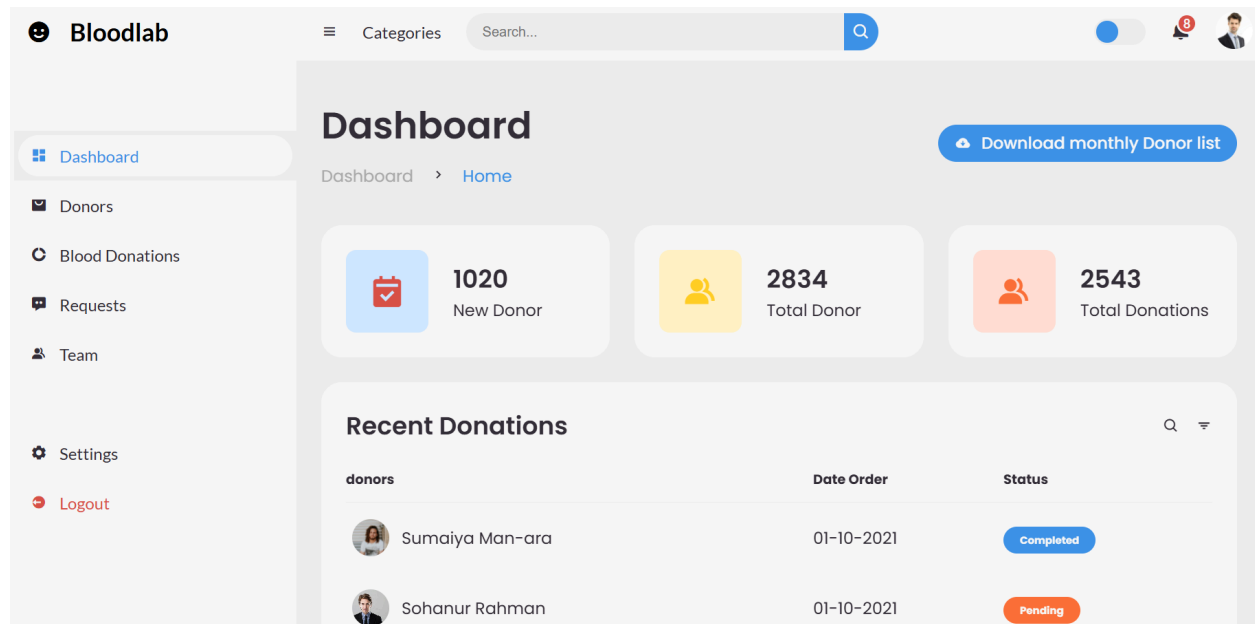 Bloodlab
Categories
Search...
8
Dashboard
Donors
Blood Donations
Requests
Team
Settings
Logout
Dashboard
Dashboard > Home
Download monthly Donor list
1020
New Donor
2834
Total Donor
2543
Total Donations
Recent Donations
donors Date Order Status
Sumaiya Man-ara 01-10-2021 Completed
Sohanur Rahman 01-10-2021 Pending